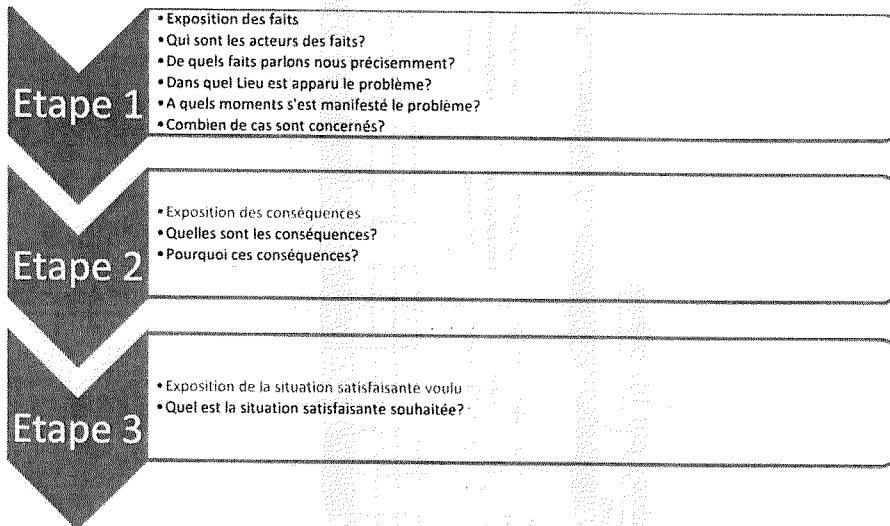 Etape 1
• Exposition des faits
• Qui sont les acteurs des faits?
• De quels faits parlons nous précisemment?
• Dans quel Lieu est apparu le problème?
• A quels moments s'est manifesté le problème?
• Combien de cas sont concernés?
Etape 2
• Exposition des conséquences
• Quelles sont les conséquences?
• Pourquoi ces conséquences?
Etape 3
• Exposition de la situation satisfaisante voulu
• Quel est la situation satisfaisante souhaitée?